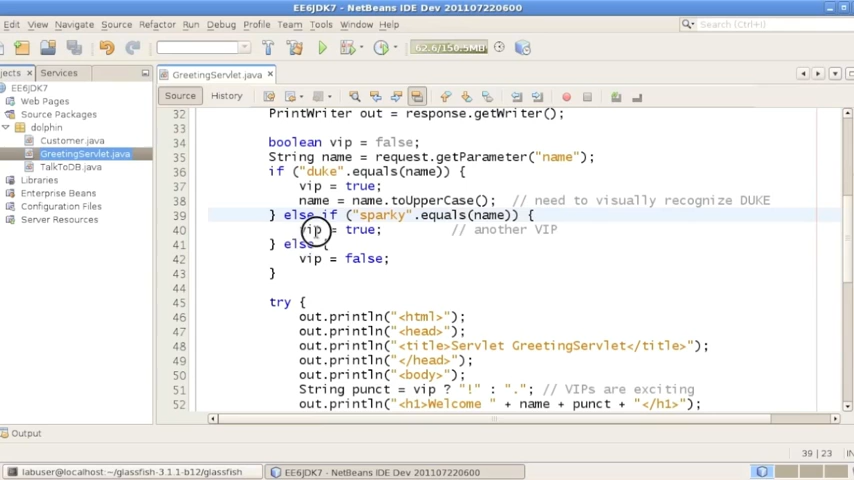 EE6JDK7 - NetBeans IDE Dev 201107220600
Edit View Navigate Source Refactor Run Debug Profile Team Tools Window Help
Search (Ctrl+I)
62.6/150.5MB
ojects Services
GreetingServlet.java
EE6JDK7
Web Pages
Source Packages
dolphin
Customer.java
GreetingServlet.java
TalkToDB.java
Libraries
Enterprise Beans
Configuration Files
Server Resources
Source History
32 PrintWriter out = response.getWriter();
33
34 boolean vip = false;
35 String name = request.getParameter("name");
36 if ("duke".equals(name)) {
37 vip = true;
38 name = name.toUpperCase(); // need to visually recognize DUKE
39 } else if ("sparky".equals(name)) {
40 vip = true; // another VIP
41 } else {
42 vip = false;
43 }
44
45 try {
46 out.println("<html>");
47 out.println("<head>");
48 out.println("<title>Servlet GreetingServlet</title>");
49 out.println("</head>");
50 out.println("<body>");
51 String punct = vip ? "!" : "."; // VIPs are exciting
52 out.println("<h1>Welcome " + name + punct + "</h1>");
Output
39 | 23 IN
labuser@localhost:~/glassfish-3.1.1-b12/glassfish
EE6JDK7 - NetBeans IDE Dev 201107220600